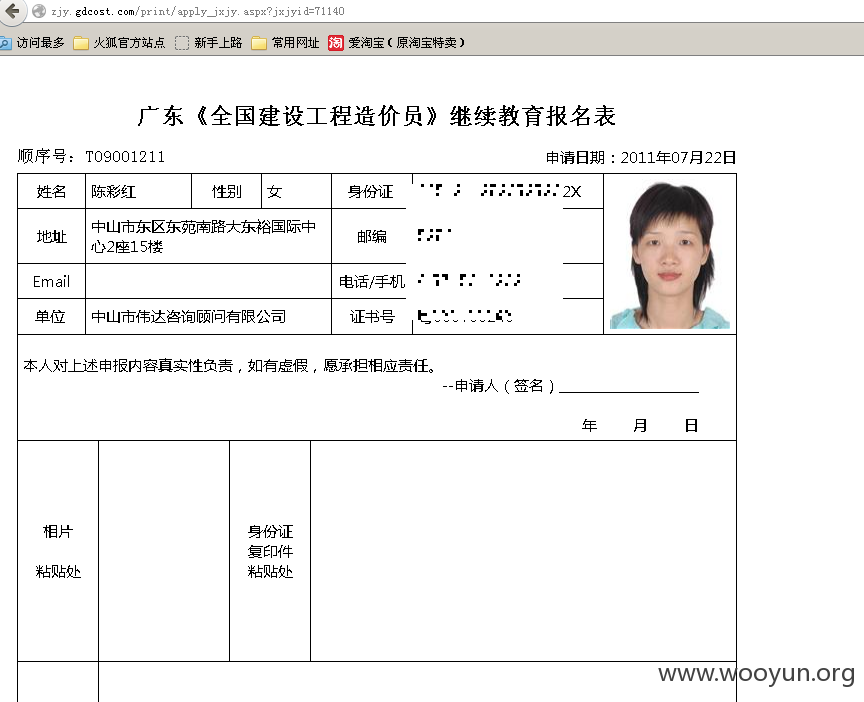 zjy.gdcost.com/print/apply_jxjy.aspx?jxjyid=71140
访问最多 火狐官方站点 新手上路 常用网址 爱淘宝（原淘宝特卖）
广东《全国建设工程造价员》继续教育报名表
顺序号： T09001211 申请日期：2011年07月22日
姓名 陈彩红 性别 女 身份证 2X
地址 中山市东区东苑南路大东裕国际中
心2座15楼 邮编
Email 电话/手机
单位 中山市伟达咨询顾问有限公司 证书号
本人对上述申报内容真实性负责，如有虚假，愿承担相应责任。
--申请人（签名）
年 月 日
相片
粘贴处
身份证
复印件
粘贴处
www.wooyun.org